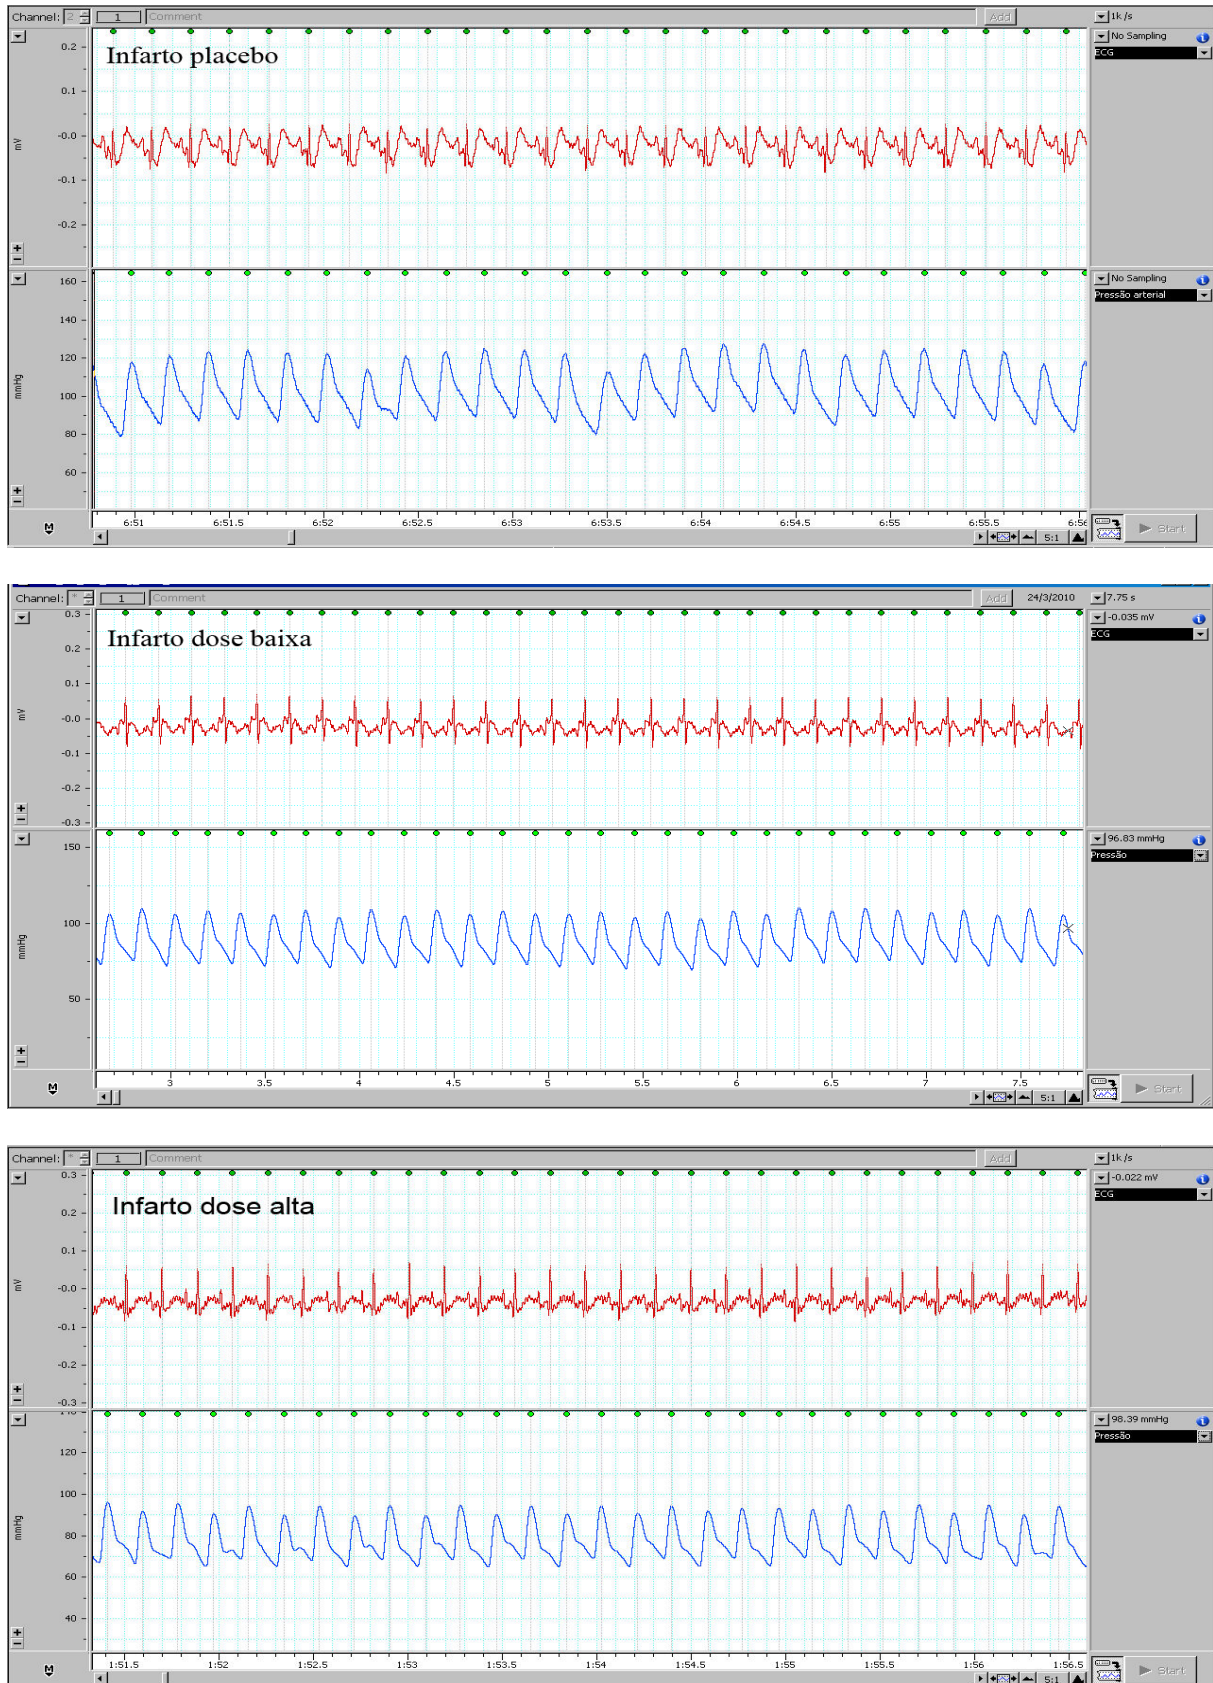 Channel: 2 1 Comment Add 1k/s
Infarto placebo
No Sampling
ECG
0.2
0.1
-0.0
-0.1
-0.2
mV
No Sampling
Pressão arterial
160
140
120
100
80
60
mmHg
6:51 6:51.5 6:52 6:52.5 6:53 6:53.5 6:54 6:54.5 6:55 6:55.5 6:56
M 5:1 Start
Channel: * 1 Comment Add 24/3/2010 7.75 s
Infarto dose baixa
-0.035 mV
ECG
0.3
0.2
0.1
-0.0
-0.1
-0.2
-0.3
mV
96.83 mmHg
Pressão
150
100
50
mmHg
3 3.5 4 4.5 5 5.5 6 6.5 7 7.5
M 5:1 Start
Channel: * 1 Comment Add 1k/s
Infarto dose alta
-0.022 mV
ECG
0.3
0.2
0.1
-0.0
-0.1
-0.2
-0.3
mV
98.39 mmHg
Pressão
120
100
80
60
40
mmHg
1:51.5 1:52 1:52.5 1:53 1:53.5 1:54 1:54.5 1:55 1:55.5 1:56 1:56.5
M 5:1 Start